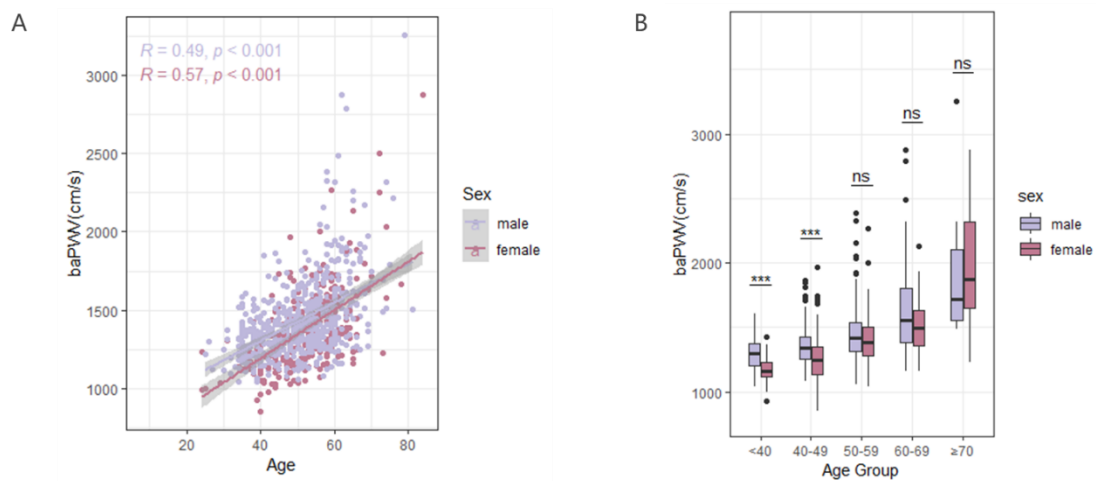 A
R = 0.49, p < 0.001
R = 0.57, p < 0.001
3000
2500
2000
1500
1000
baPWV(cm/s)
20
40
60
80
Age
Sex
male
female
B
ns
ns
ns
***
***
3000
2000
1000
baPWV(cm/s)
<40
40-49
50-59
60-69
≥70
Age Group
sex
male
female